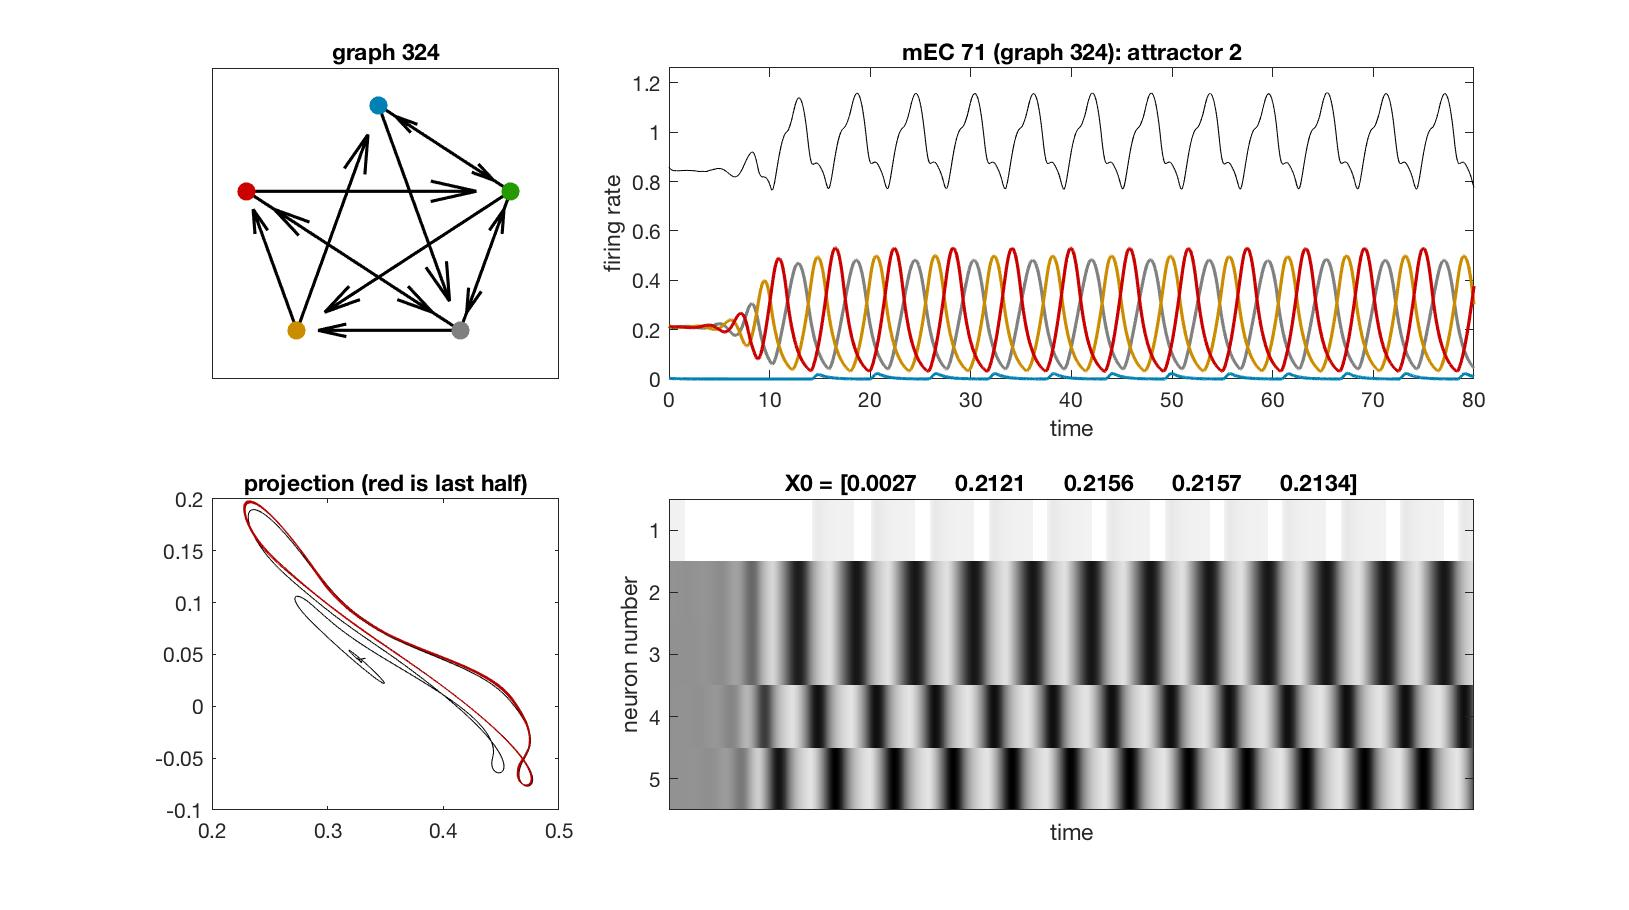 graph 324
mEC 71 (graph 324): attractor 2
1.2
1
0.8
0.6
0.4
0.2
0
firing rate
0 10 20 30 40 50 60 70 80
time
projection (red is last half)
0.2
0.15
0.1
0.05
0
-0.05
-0.1
0.2 0.3 0.4 0.5
X0 = [0.0027 0.2121 0.2156 0.2157 0.2134]
1
2
3
4
5
neuron number
time